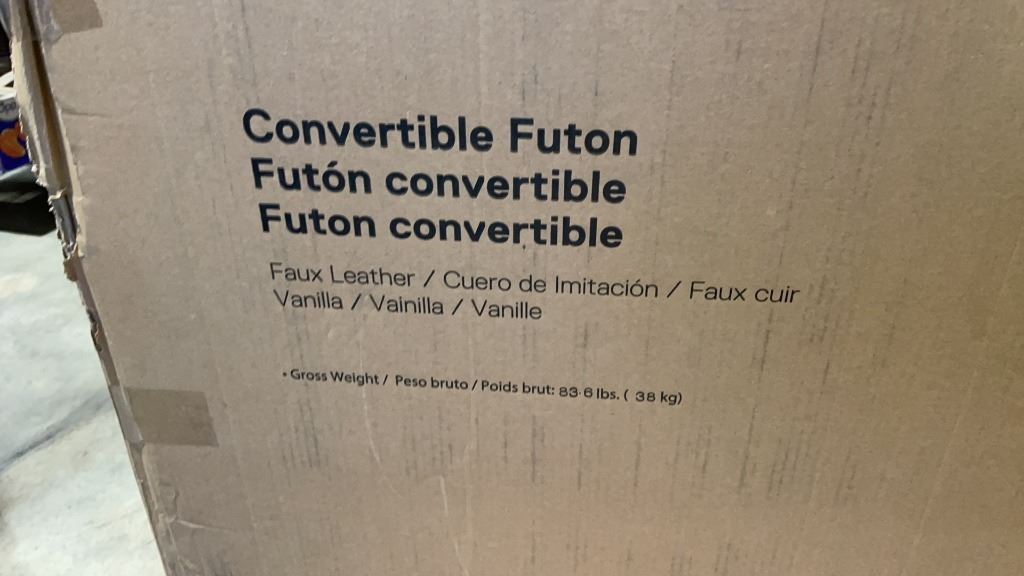 Convertible Futon
Futón convertible
Futon convertible
Faux Leather / Cuero de Imitación / Faux cuir
Vanilla / Vainilla / Vanille
• Gross Weight / Peso bruto / Poids brut: 83.6 lbs. ( 38 kg)